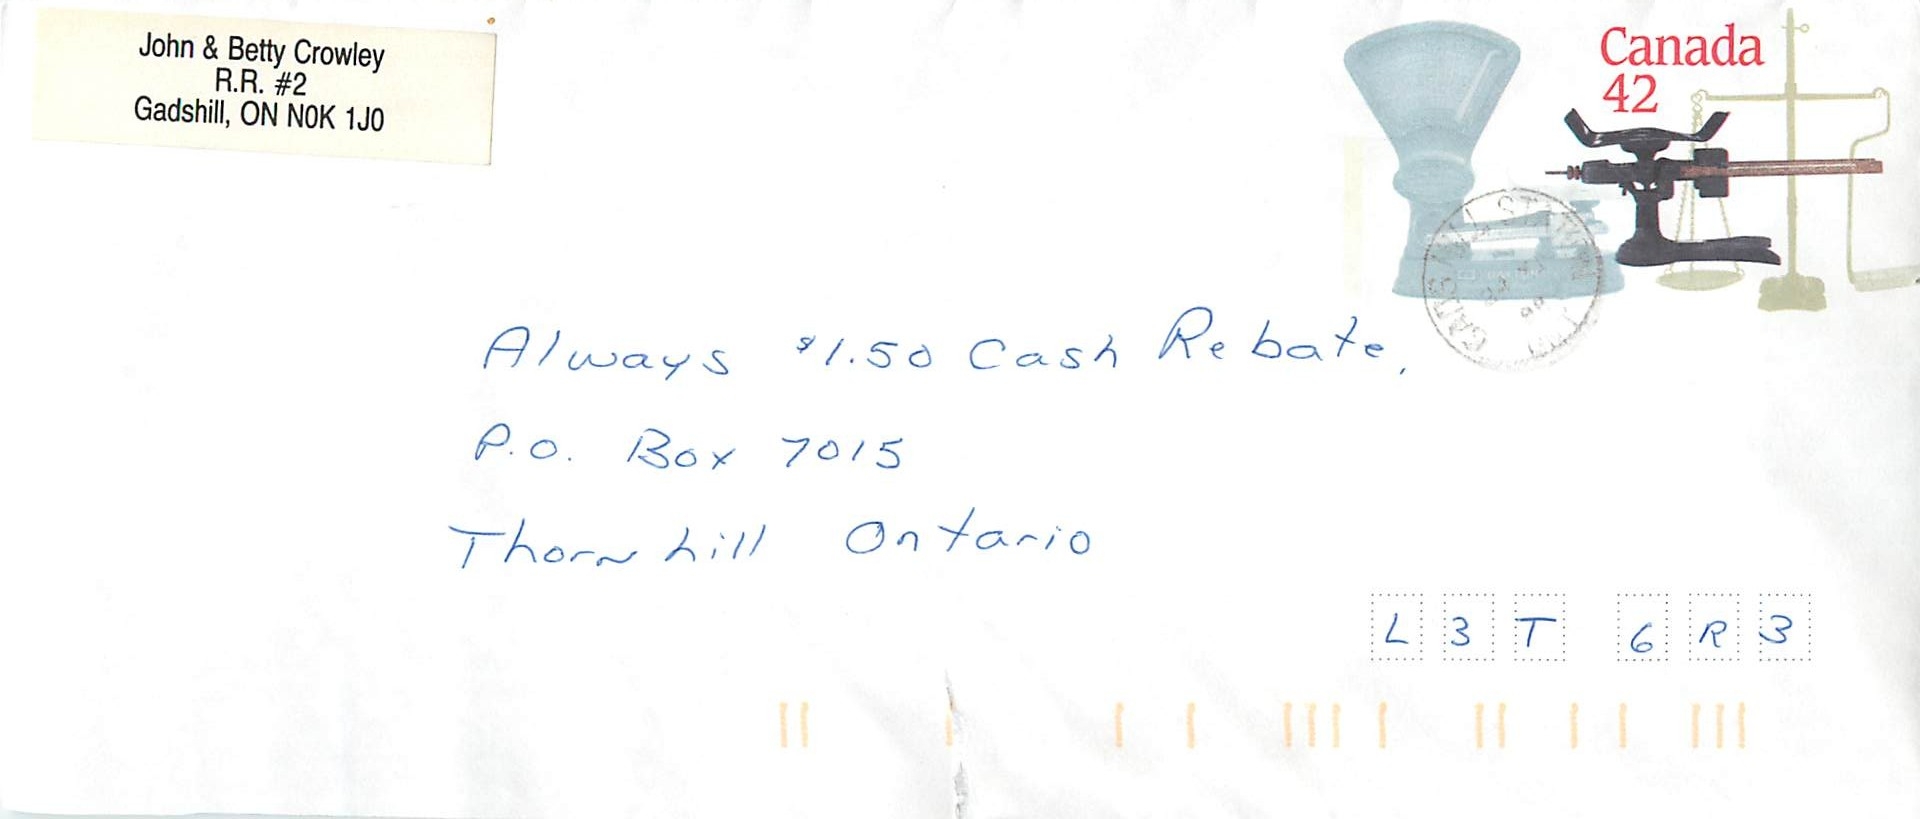 John & Betty Crowley
R.R. #2
Gadshill, ON N0K 1J0
Canada
42
Always $1.50 Cash Rebate,
P.O. Box 7015
Thornhill Ontario
L3T 6R3